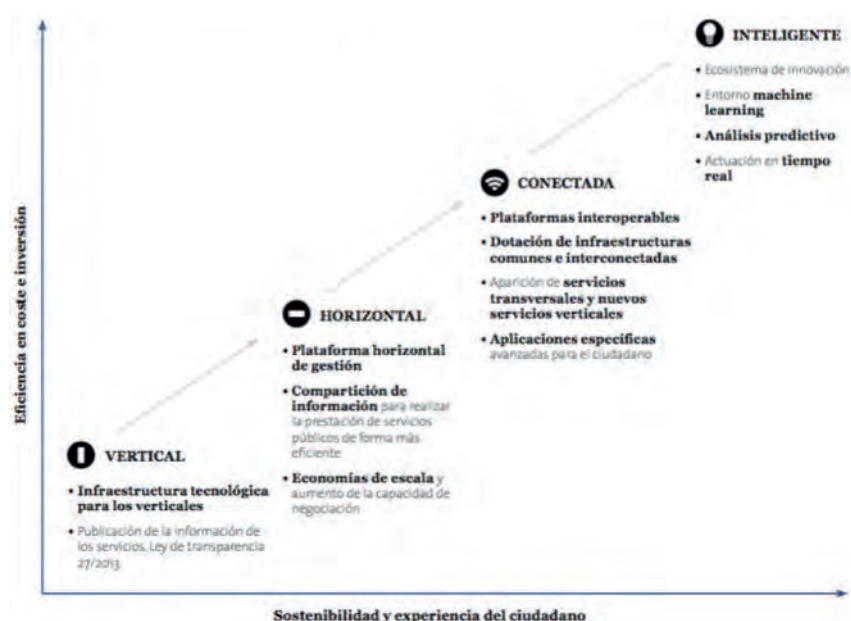 INTELIGENTE
• Ecosistema de innovación
• Entorno machine
learning
• Análisis predictivo
• Actuación en tiempo
real
CONECTADA
• Plataformas interoperables
• Dotación de infraestructuras
comunes e interconectadas
• Aparición de servicios
transversales y nuevos
servicios verticales
• Aplicaciones específicas
avanzadas para el ciudadano
HORIZONTAL
• Plataforma horizontal
de gestión
• Compartición de
información para realizar
la prestación de servicios
públicos de forma más
eficiente
• Economías de escala y
aumento de la capacidad de
negociación
VERTICAL
• Infraestructura tecnológica
para los verticales
• Publicación de la información de
los servicios. Ley de transparencia
27/2013
Eficiencia en coste e inversión
Sostenibilidad y experiencia del ciudadano